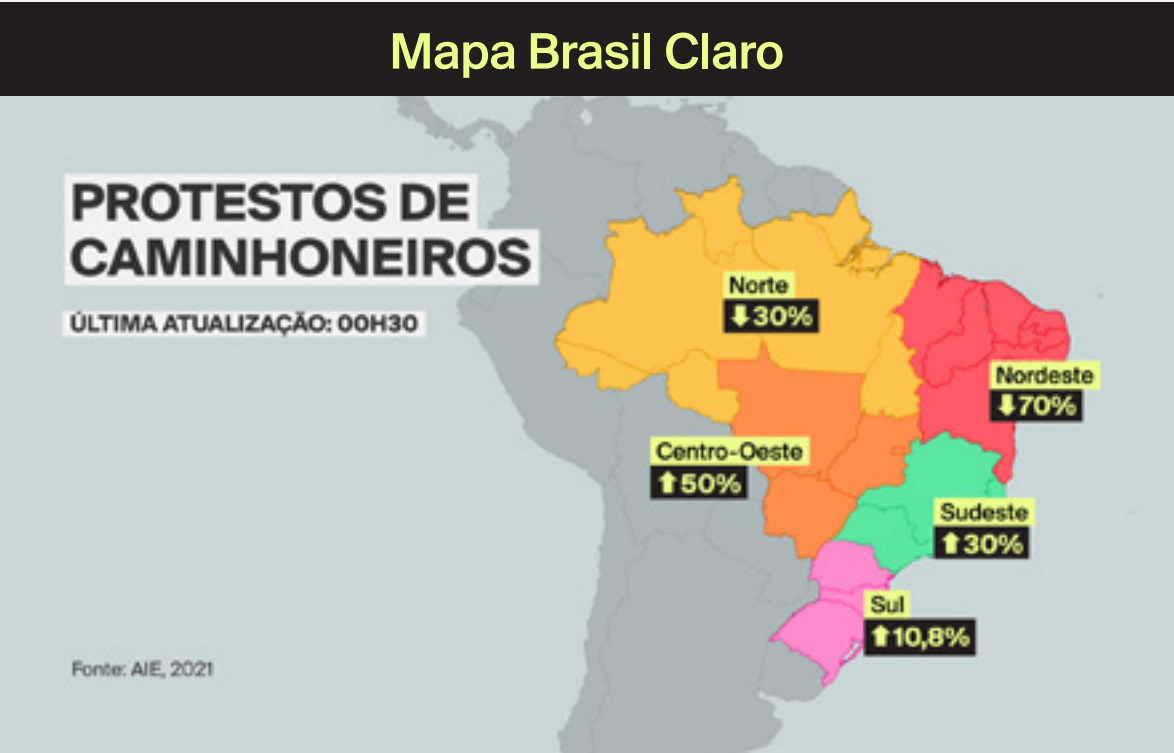 Mapa Brasil Claro
PROTESTOS DE
CAMINHONEIROS
ÚLTIMA ATUALIZAÇÃO: 00H30
Norte
⬇30%
Nordeste
⬇70%
Centro-Oeste
⬆50%
Sudeste
⬆30%
Sul
⬆10,8%
Fonte: AIE, 2021